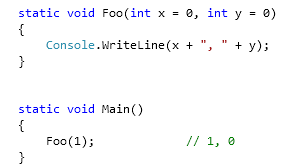 static void Foo(int x = 0, int y = 0)
{
    Console.WriteLine(x + ", " + y);
}
static void Main()
{
    Foo(1);             // 1, 0
}